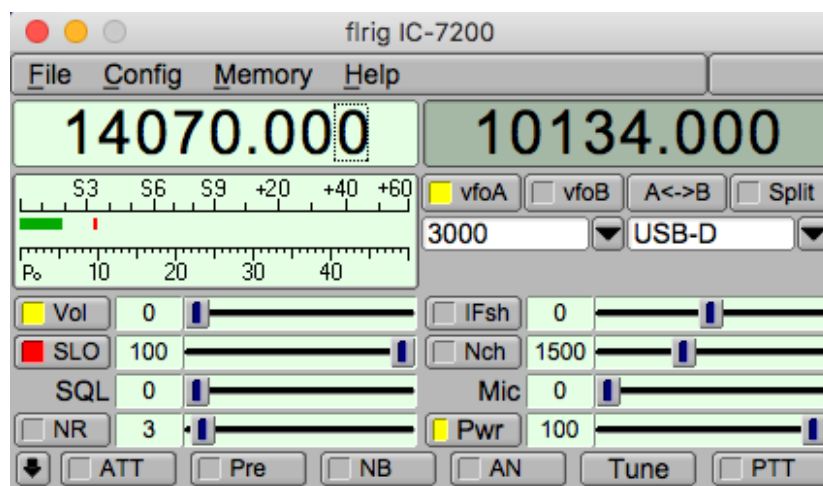 flrig IC-7200
File Config Memory Help
14070.000 10134.000
S3 S6 S9 +20 +40 +60
vfoA vfoB A<->B Split
3000 USB-D
Po 10 20 30 40
Vol 0 IFsh 0
SLO 100 Nch 1500
SQL 0 Mic 0
NR 3 Pwr 100
ATT Pre NB AN Tune PTT